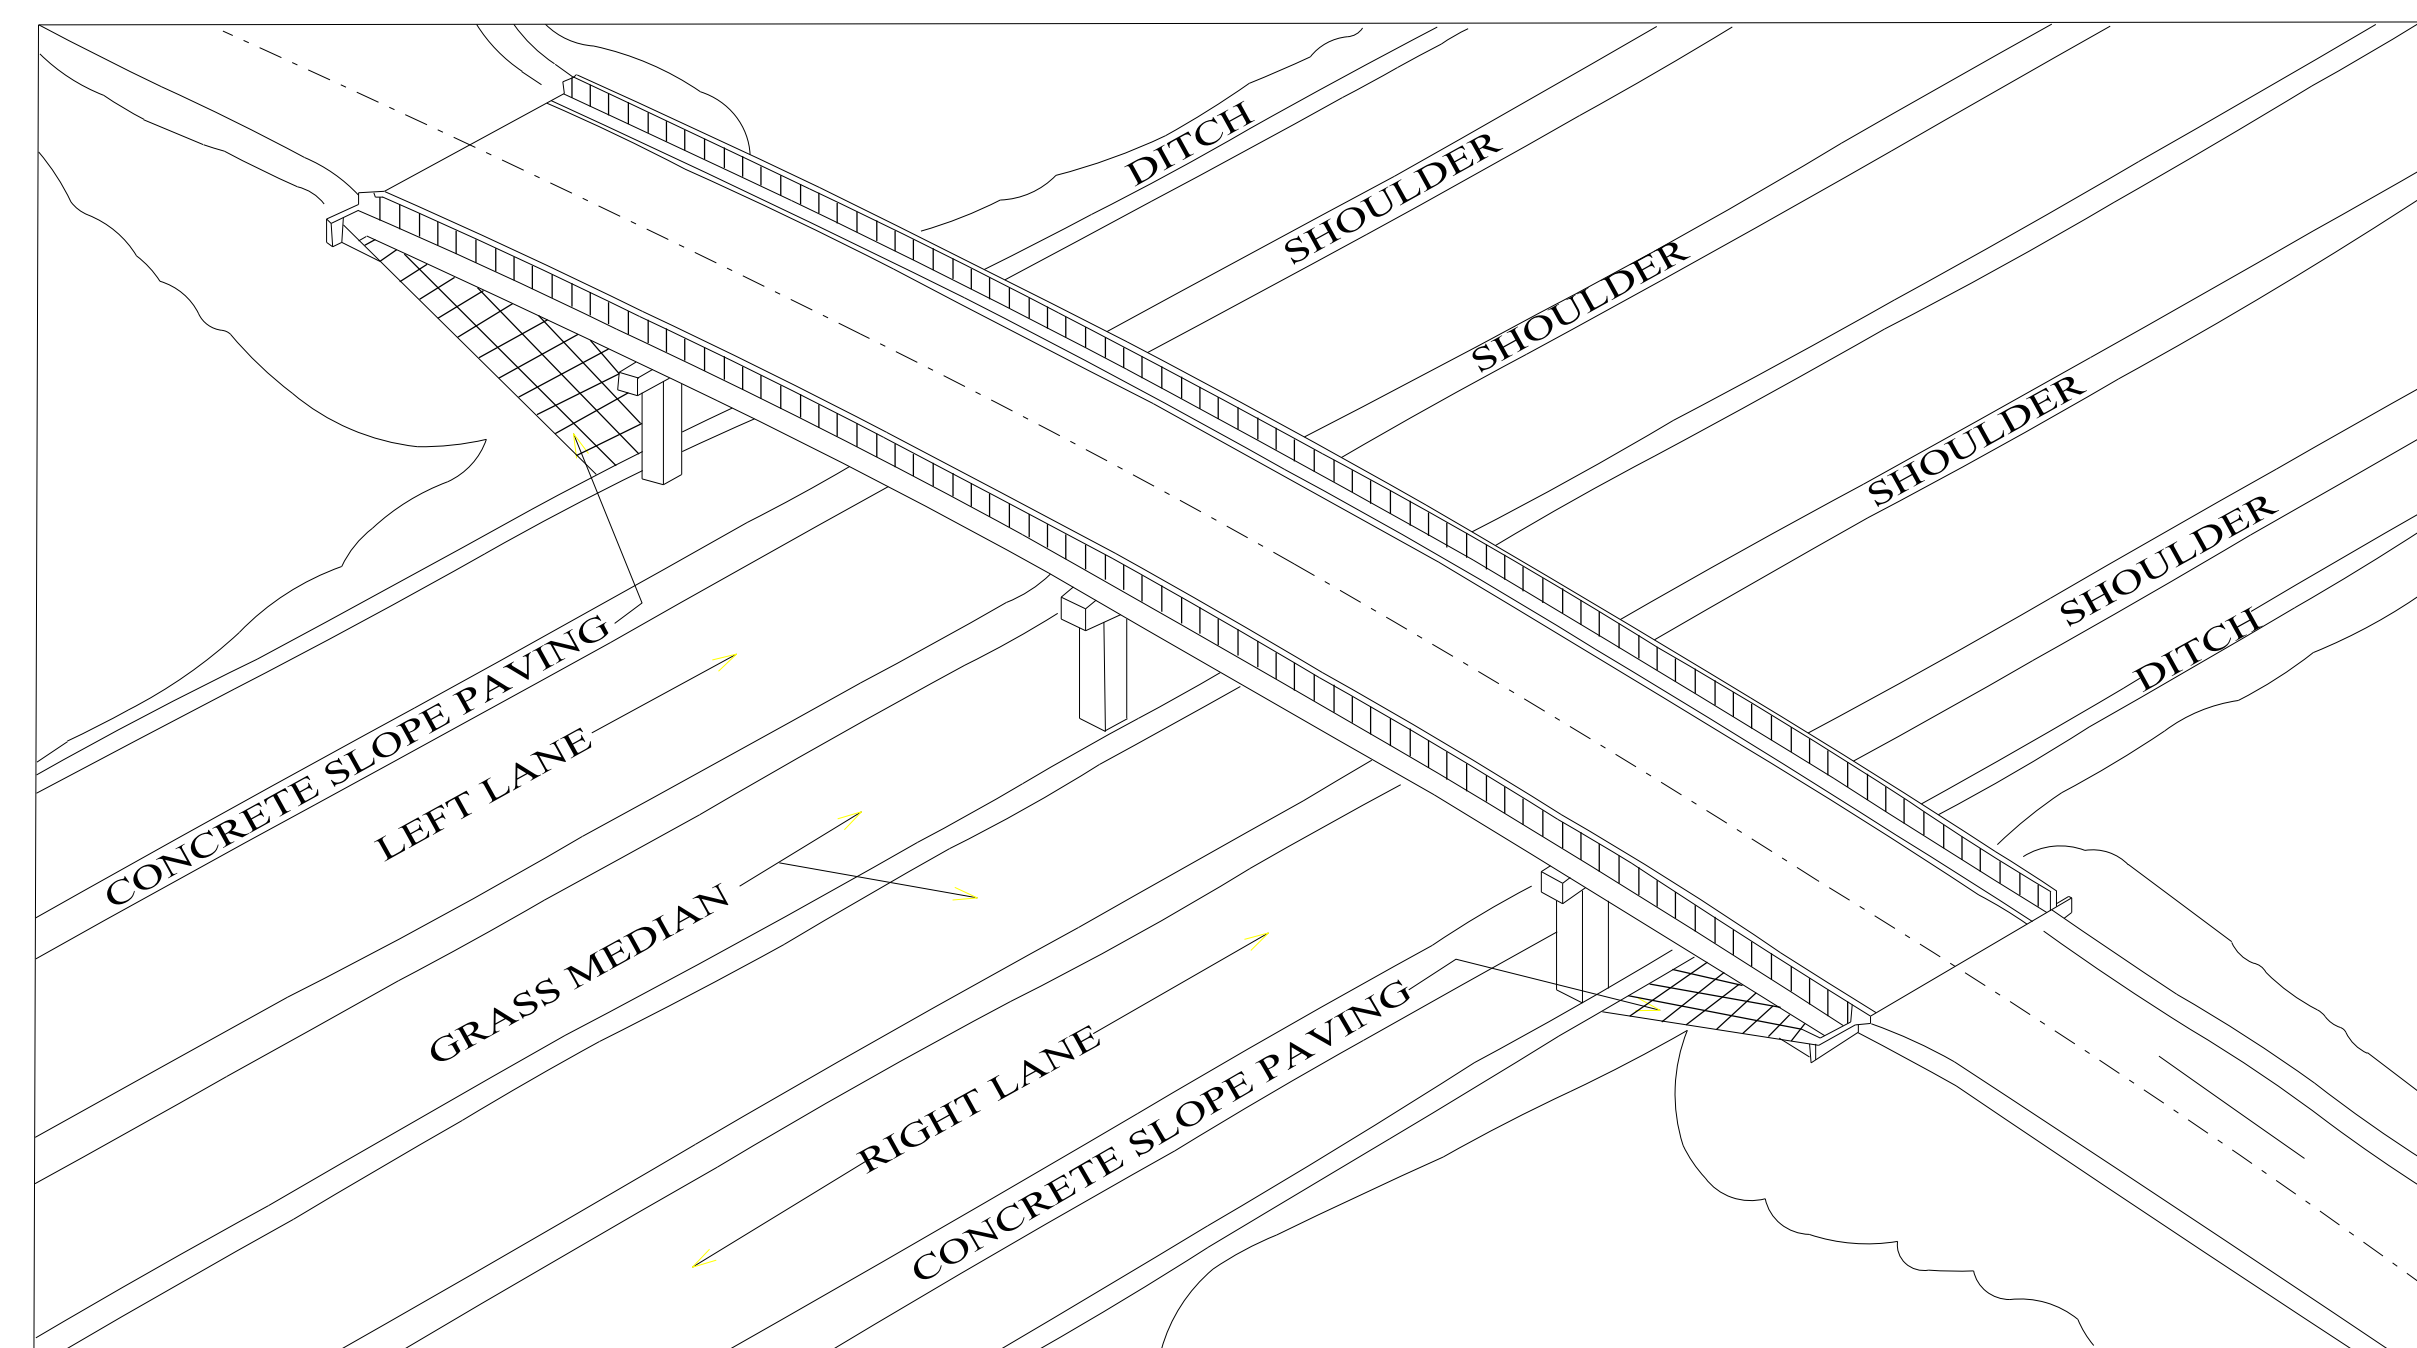 DITCH
SHOULDER
SHOULDER
SHOULDER
SHOULDER
DITCH
CONCRETE SLOPE PAVING
LEFT LANE
GRASS MEDIAN
RIGHT LANE
CONCRETE SLOPE PAVING